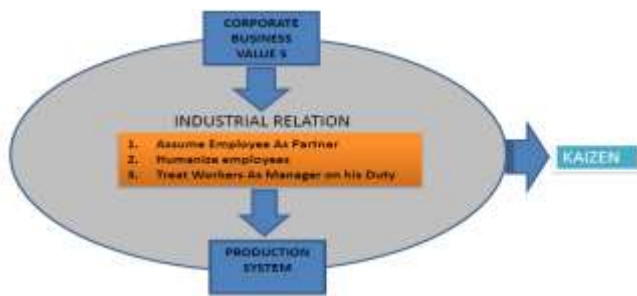 CORPORATE
BUSINESS
VALUE S
INDUSTRIAL RELATION
1. Assume Employee As Partner
2. Humanize employees
3. Treat Workers As Manager on his Duty
KAIZEN
PRODUCTION
SYSTEM